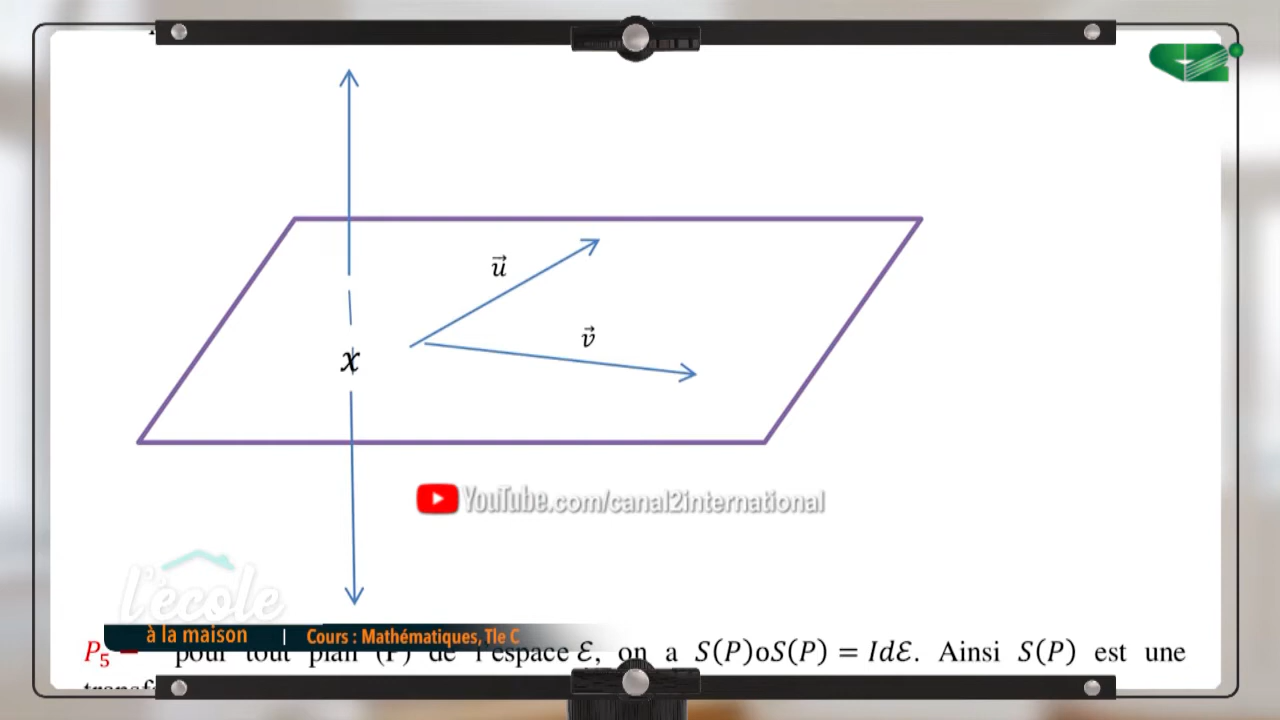 C2
u⃗
v⃗
x
YouTube.com/canal2international
l'école
à la maison | Cours : Mathématiques, Tle C
P₅ = pour tout plan (P) de l'espace ℰ, on a S(P)oS(P) = Idℰ. Ainsi S(P) est une